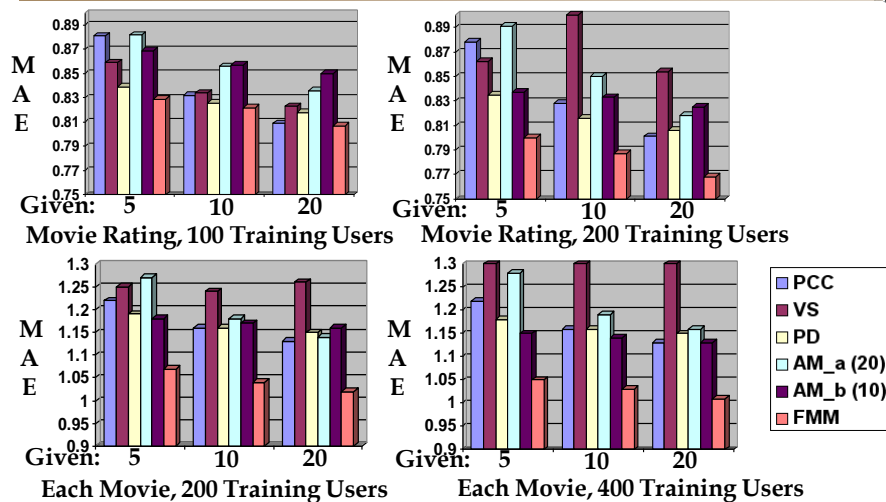 0.89
0.87
0.85
0.83
0.81
0.79
0.77
0.75
M
A
E
Given: 5 10 20
Movie Rating, 100 Training Users
0.89
0.87
0.85
0.83
0.81
0.79
0.77
0.75
M
A
E
Given: 5 10 20
Movie Rating, 200 Training Users
1.3
1.25
1.2
1.15
1.1
1.05
1
0.95
0.9
M
A
E
Given: 5 10 20
Each Movie, 200 Training Users
1.3
1.25
1.2
1.15
1.1
1.05
1
0.95
0.9
M
A
E
Given: 5 10 20
Each Movie, 400 Training Users
PCC
VS
PD
AM_a (20)
AM_b (10)
FMM